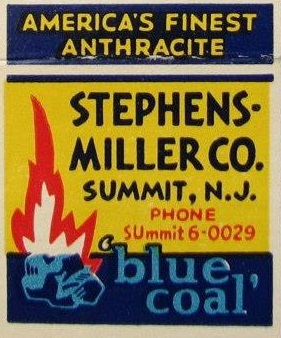 AMERICA'S FINEST
ANTHRACITE
STEPHENS-
MILLER CO.
SUMMIT, N.J.
PHONE
SUmmit 6-0029
a 'blue
coal'